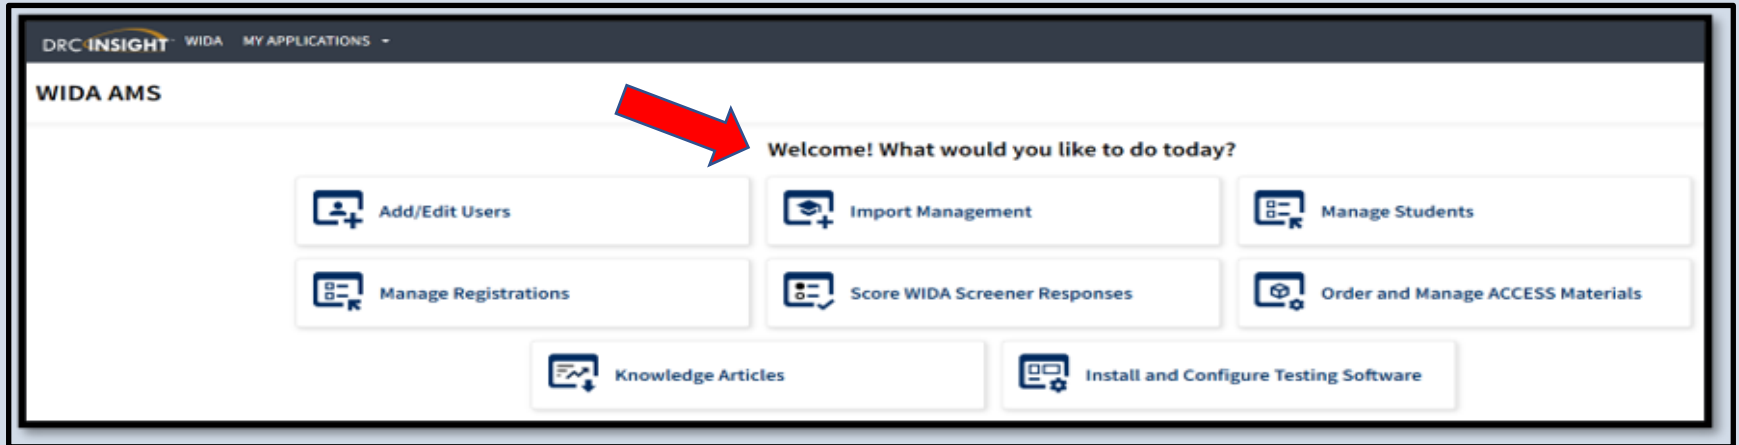 DRC INSIGHT WIDA MY APPLICATIONS
WIDA AMS
Welcome! What would you like to do today?
Add/Edit Users
Import Management
Manage Students
Manage Registrations
Score WIDA Screener Responses
Order and Manage ACCESS Materials
Knowledge Articles
Install and Configure Testing Software